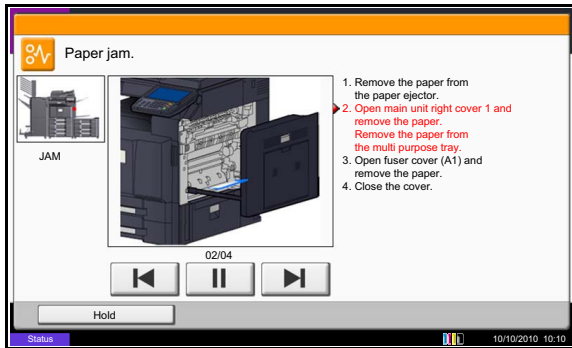 Paper jam.
JAM
1. Remove the paper from
the paper ejector.
2. Open main unit right cover 1 and
remove the paper.
Remove the paper from
the multi purpose tray.
3. Open fuser cover (A1) and
remove the paper.
4. Close the cover.
02/04
Hold
Status
10/10/2010 10:10